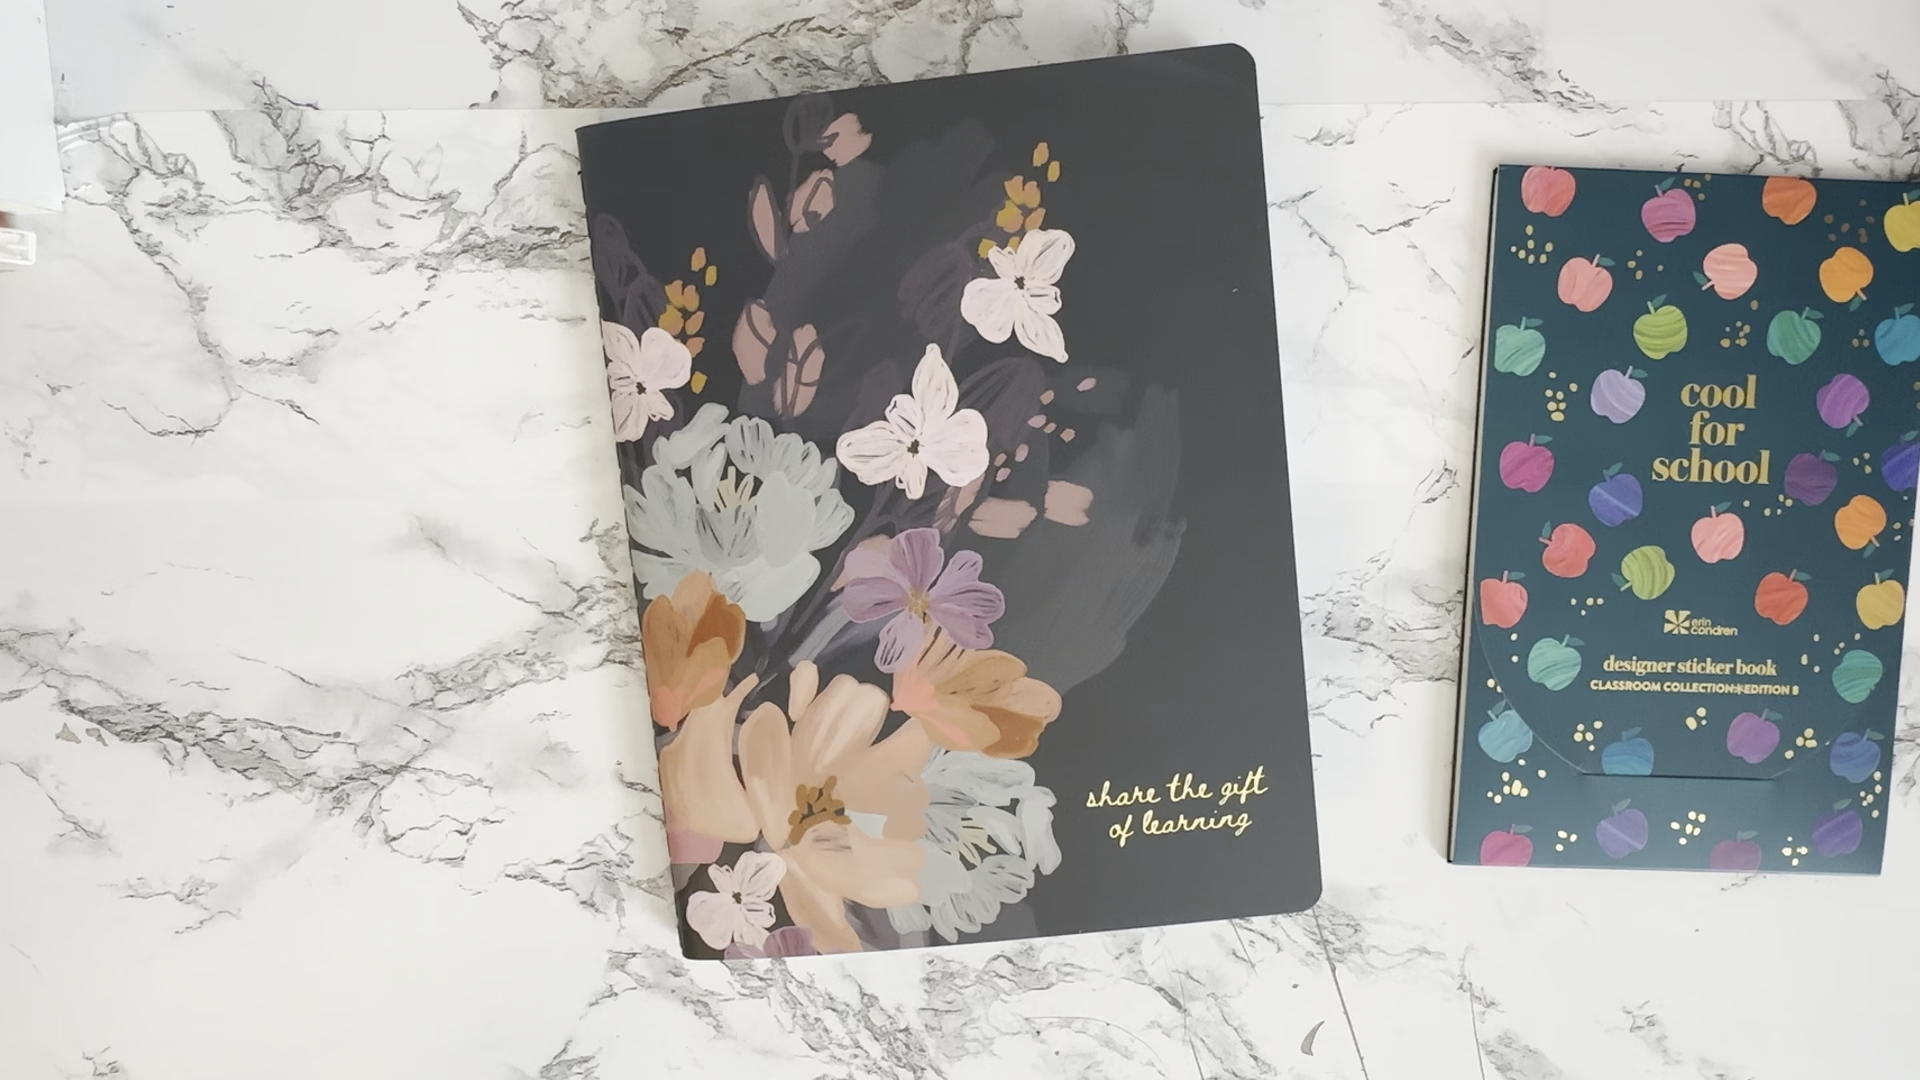 share the gift
of learning
cool
for
school
erin
condren
designer sticker book
CLASSROOM COLLECTION*EDITION 8